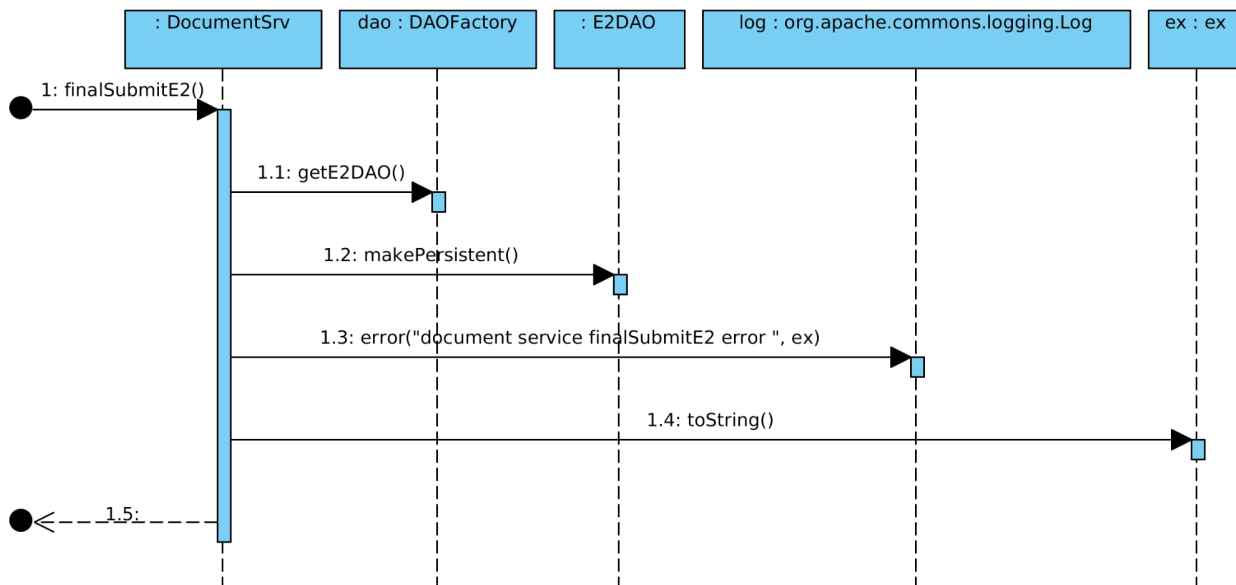 : DocumentSrv
dao : DAOFactory
: E2DAO
log : org.apache.commons.logging.Log
ex : ex
1: finalSubmitE2()
1.1: getE2DAO()
1.2: makePersistent()
1.3: error("document service finalSubmitE2 error ", ex)
1.4: toString()
1.5: